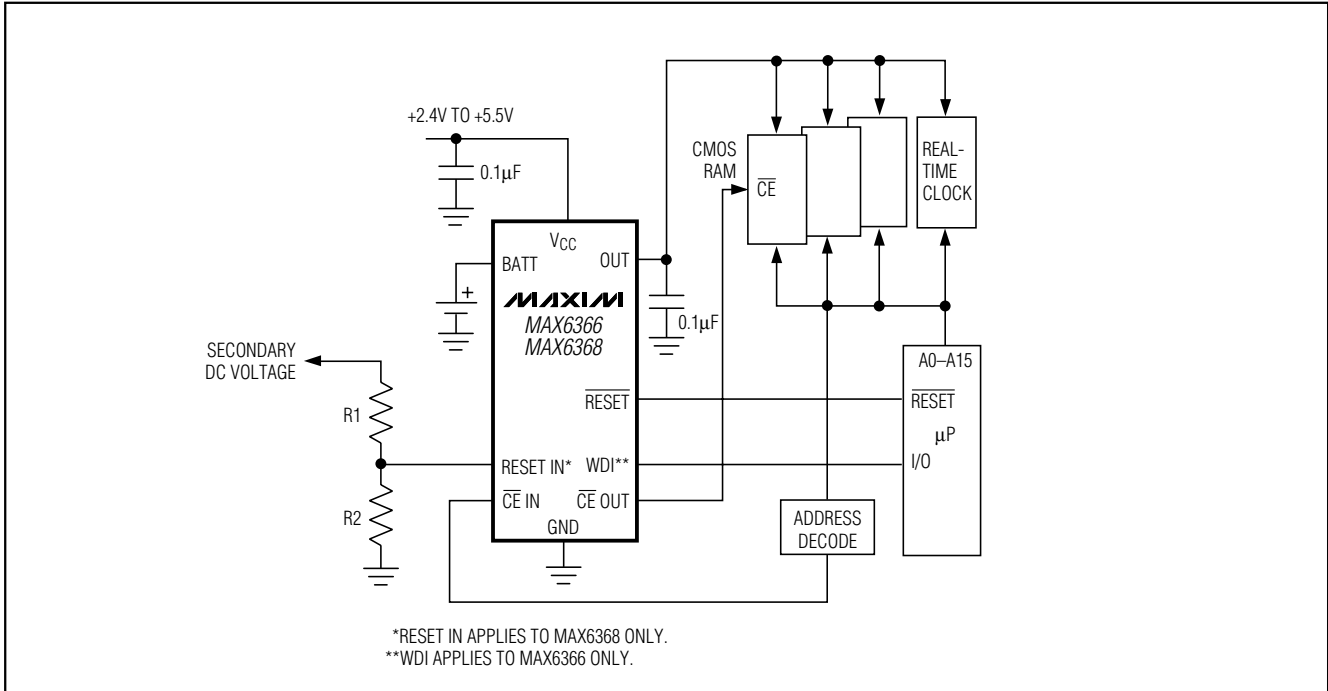 +2.4V TO +5.5V
0.1μF
CMOS
RAM
CE
REAL-
TIME
CLOCK
VCC
BATT
OUT
+
MAXIM
MAX6366
MAX6368
0.1μF
SECONDARY
DC VOLTAGE
A0–A15
R1
RESET
RESET
μP
RESET IN*
WDI**
I/O
R2
CE IN
CE OUT
GND
ADDRESS
DECODE
*RESET IN APPLIES TO MAX6368 ONLY.
**WDI APPLIES TO MAX6366 ONLY.